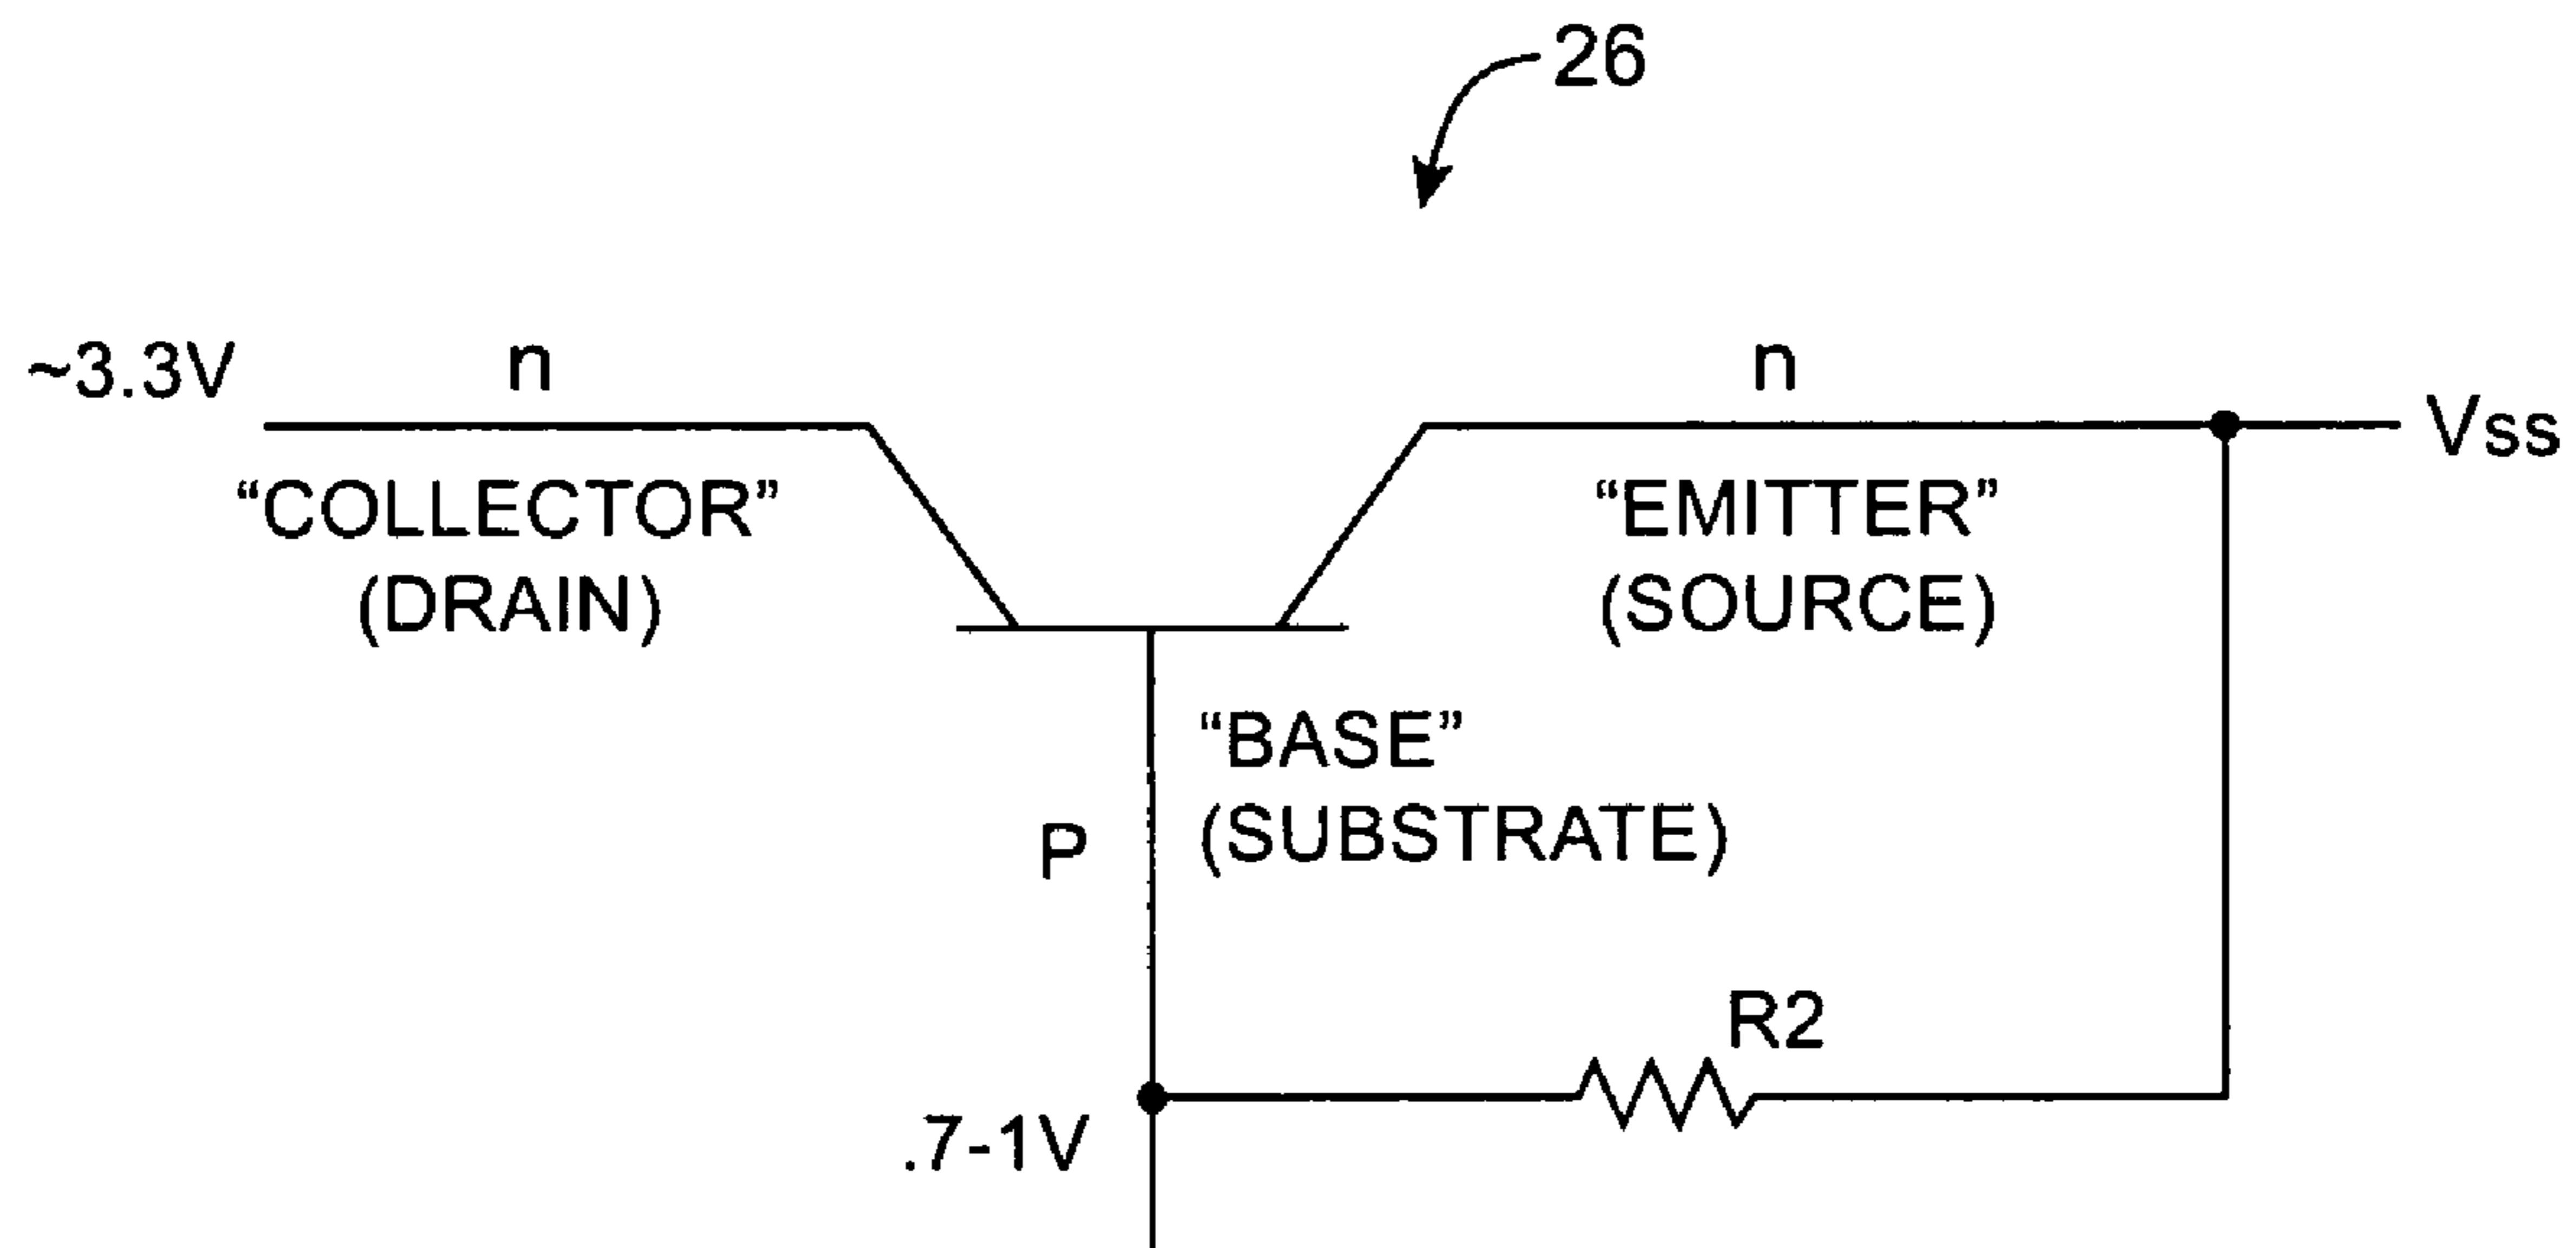 26
~3.3V
n
n
Vss
“COLLECTOR”
(DRAIN)
“EMITTER”
(SOURCE)
“BASE”
(SUBSTRATE)
P
R2
.7-1V